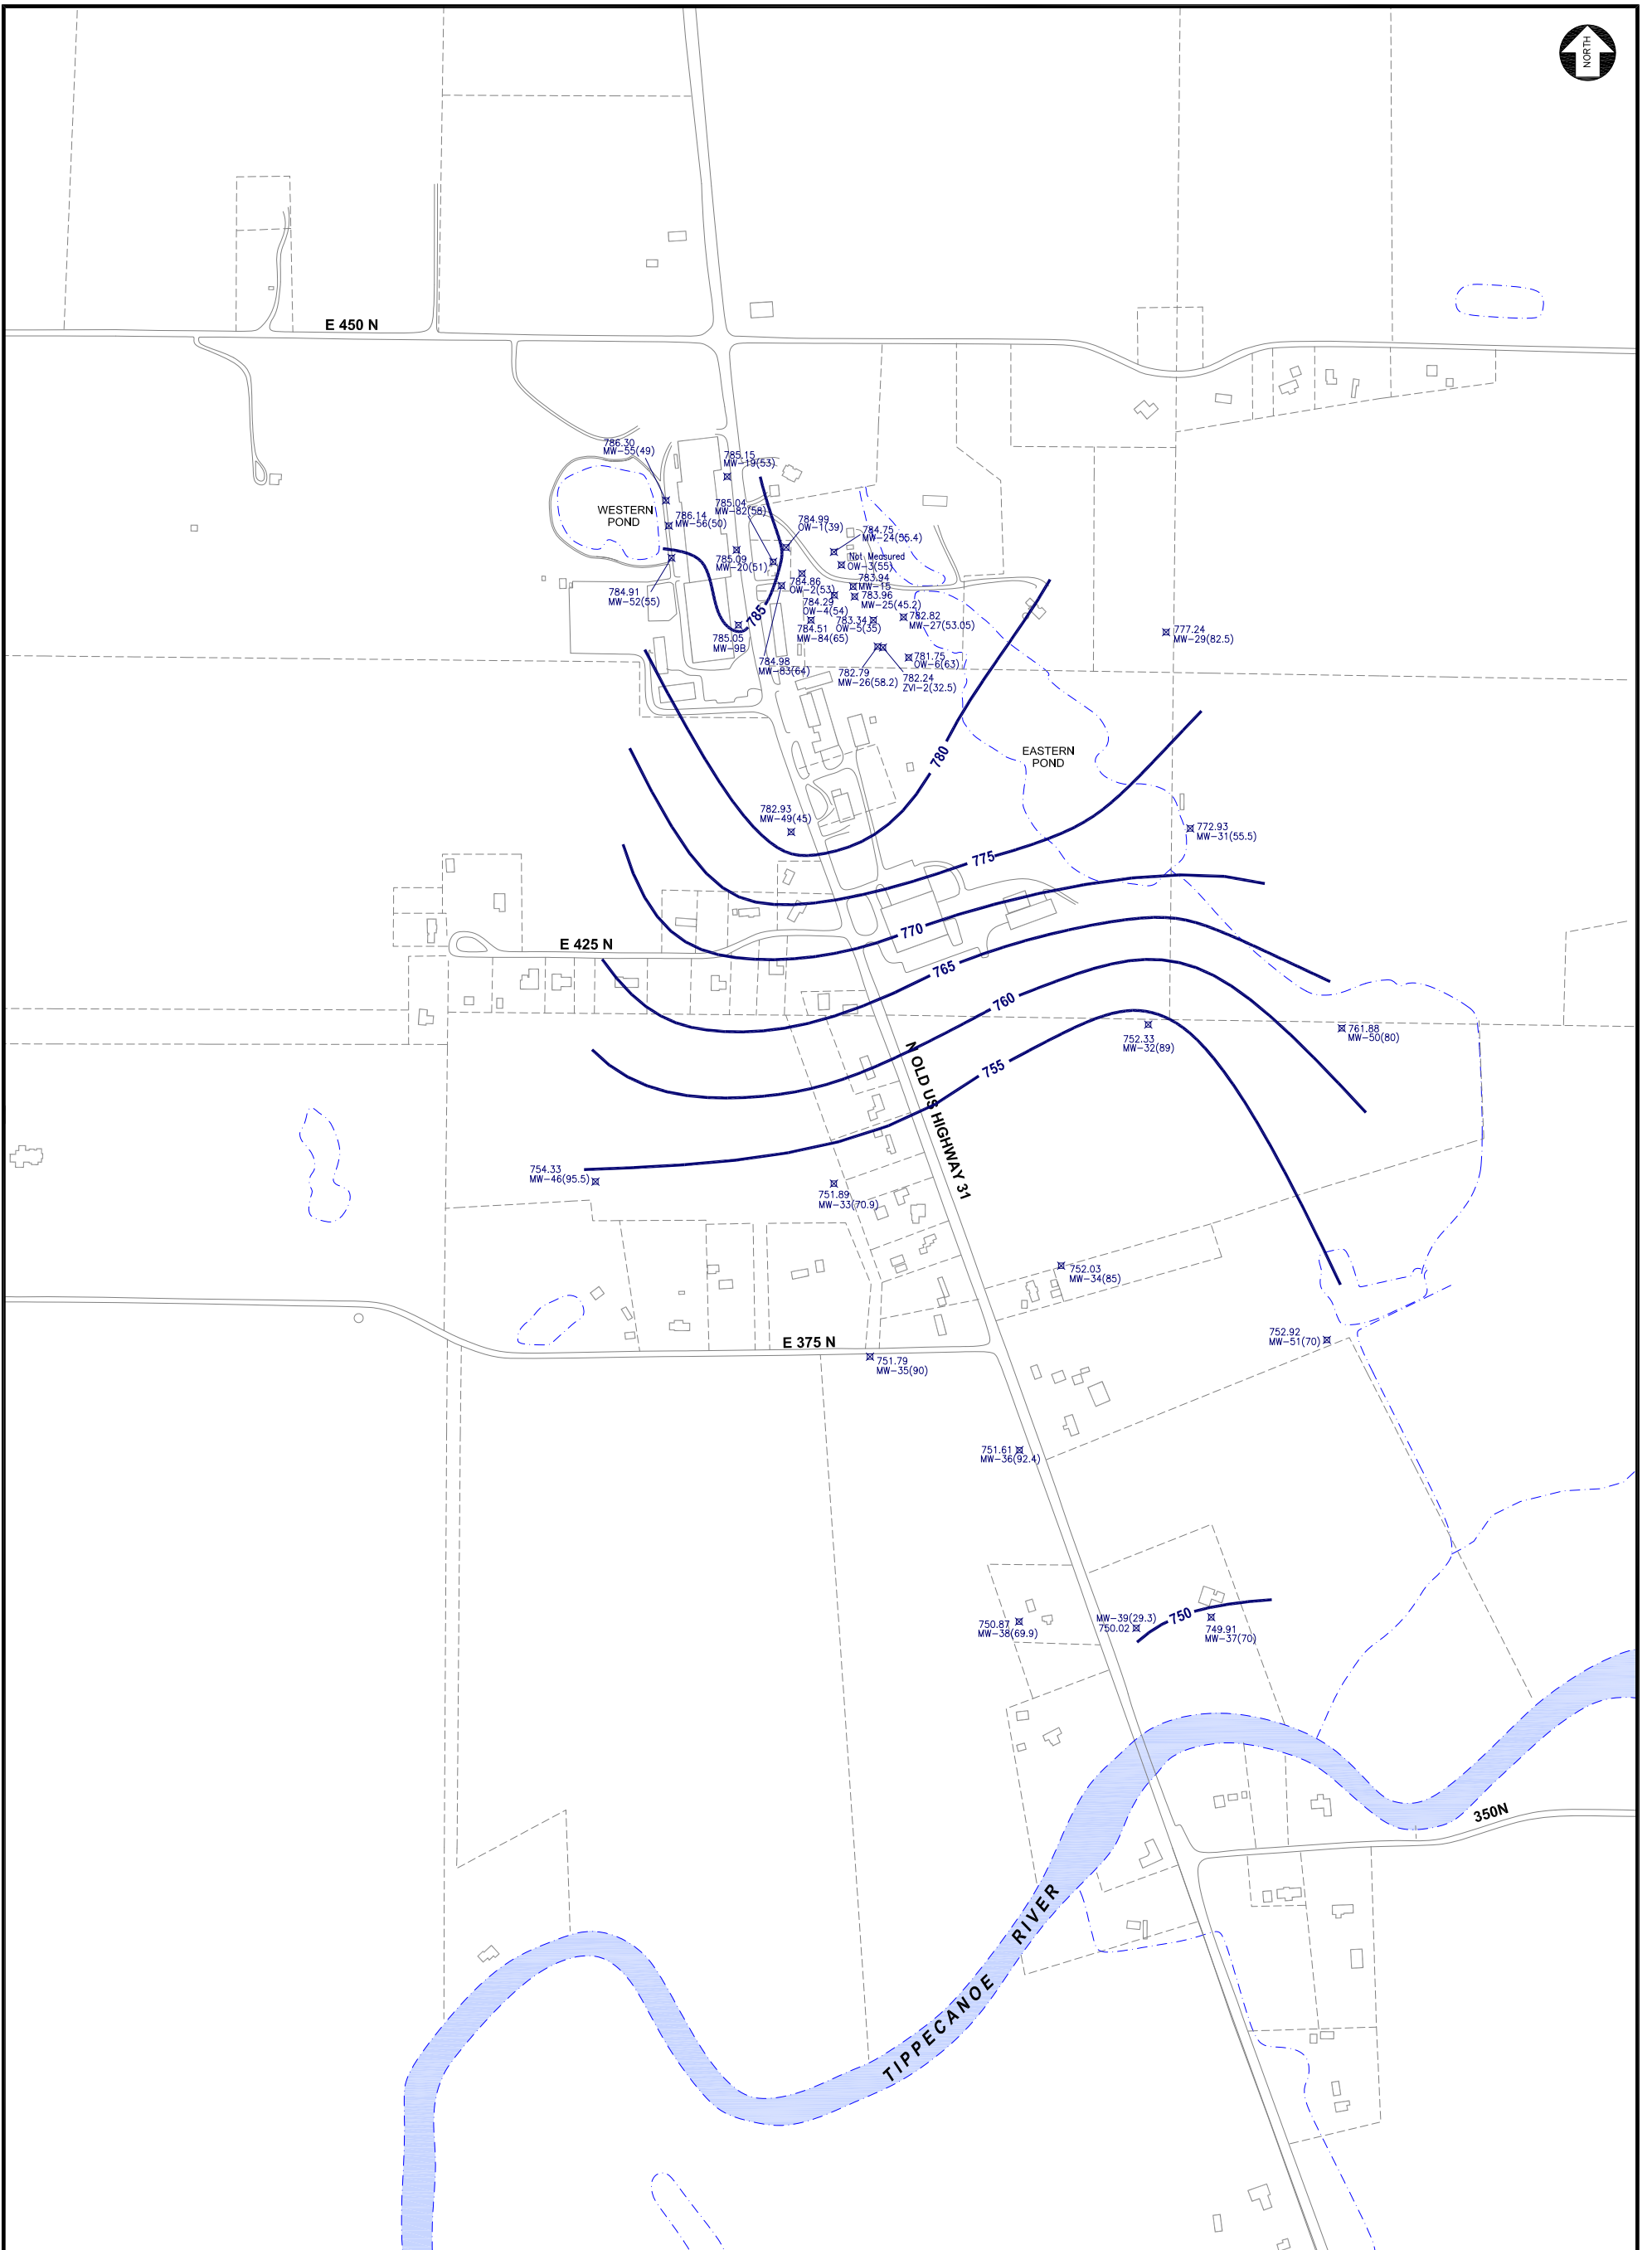 NORTH
E 450 N
786.30
MW-55(49)
785.15
MW-19(53)
WESTERN
POND
786.14
MW-56(50)
785.04
MW-82(58)
784.99
OW-1(39)
784.75
MW-24(55.4)
Not Measured
OW-3(55)
785.09
MW-20(51)
784.91
MW-52(55)
784.86
OW-2(53)
783.94
MW-15
783.96
MW-25(45.2)
784.29
OW-4(54)
785
785.05
MW-9B
784.51
MW-84(65)
783.34
OW-5(35)
782.82
MW-27(53.05)
777.24
MW-29(82.5)
784.98
MW-83(64)
782.79
MW-26(58.2)
781.75
OW-6(63)
782.24
ZVI-2(32.5)
780
EASTERN
POND
782.93
MW-49(45)
772.93
MW-31(55.5)
775
770
E 425 N
765
760
752.33
MW-32(89)
761.88
MW-50(80)
755
N OLD US HIGHWAY 31
754.33
MW-46(95.5)
751.89
MW-33(70.9)
752.03
MW-34(85)
E 375 N
752.92
MW-51(70)
751.79
MW-35(90)
751.61
MW-36(92.4)
750.87
MW-38(69.9)
MW-39(29.3)
750.02
750
749.91
MW-37(70)
350N
TIPPECANOE RIVER